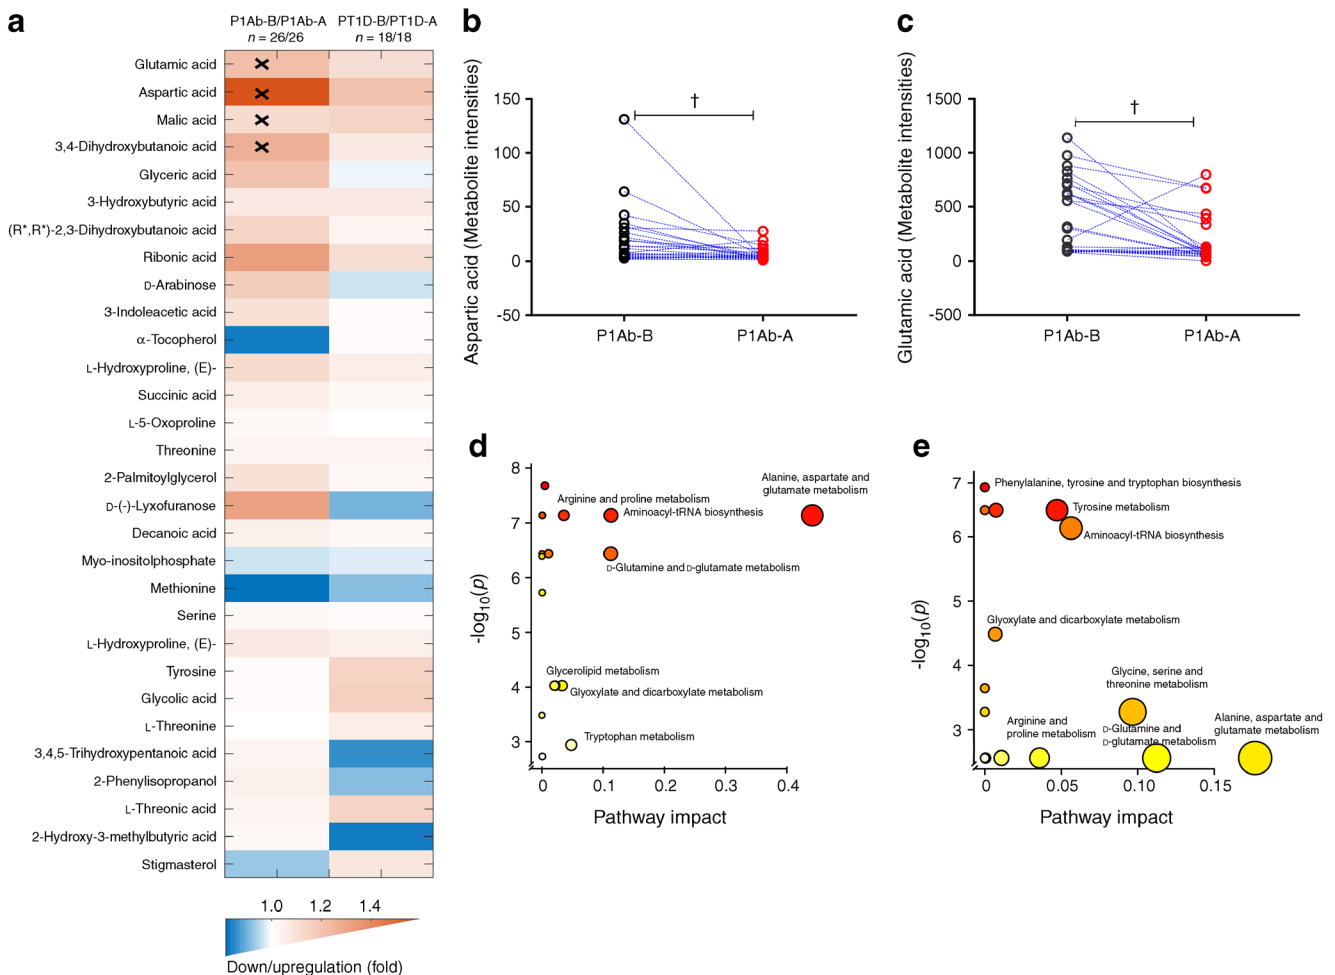 a
P1Ab-B/P1Ab-A
n = 26/26
PT1D-B/PT1D-A
n = 18/18
Glutamic acid
Aspartic acid
Malic acid
3,4-Dihydroxybutanoic acid
Glyceric acid
3-Hydroxybutyric acid
(R*,R*)-2,3-Dihydroxybutanoic acid
Ribonic acid
D-Arabinose
3-Indoleacetic acid
α-Tocopherol
L-Hydroxyproline, (E)-
Succinic acid
L-5-Oxoproline
Threonine
2-Palmitoylglycerol
D-(-)-Lyxofuranose
Decanoic acid
Myo-inositolphosphate
Methionine
Serine
L-Hydroxyproline, (E)-
Tyrosine
Glycolic acid
L-Threonine
3,4,5-Trihydroxypentanoic acid
2-Phenylisopropanol
L-Threonic acid
2-Hydroxy-3-methylbutyric acid
Stigmasterol
1.0 1.2 1.4
Down/upregulation (fold)
b
Aspartic acid (Metabolite intensities)
150
100
50
0
-50
†
P1Ab-B P1Ab-A
c
Glutamic acid (Metabolite intensities)
1500
1000
500
0
-500
†
P1Ab-B P1Ab-A
d
-log10(p)
8
7
6
5
4
3
Alanine, aspartate and
glutamate metabolism
Arginine and proline metabolism
Aminoacyl-tRNA biosynthesis
D-Glutamine and D-glutamate metabolism
Glycerolipid metabolism
Glyoxylate and dicarboxylate metabolism
Tryptophan metabolism
0 0.1 0.2 0.3 0.4
Pathway impact
e
-log10(p)
7
6
5
4
3
Phenylalanine, tyrosine and tryptophan biosynthesis
Tyrosine metabolism
Aminoacyl-tRNA biosynthesis
Glyoxylate and dicarboxylate metabolism
Glycine, serine and
threonine metabolism
Arginine and
proline metabolism
D-Glutamine and
D-glutamate metabolism
Alanine, aspartate and
glutamate metabolism
0 0.05 0.10 0.15
Pathway impact